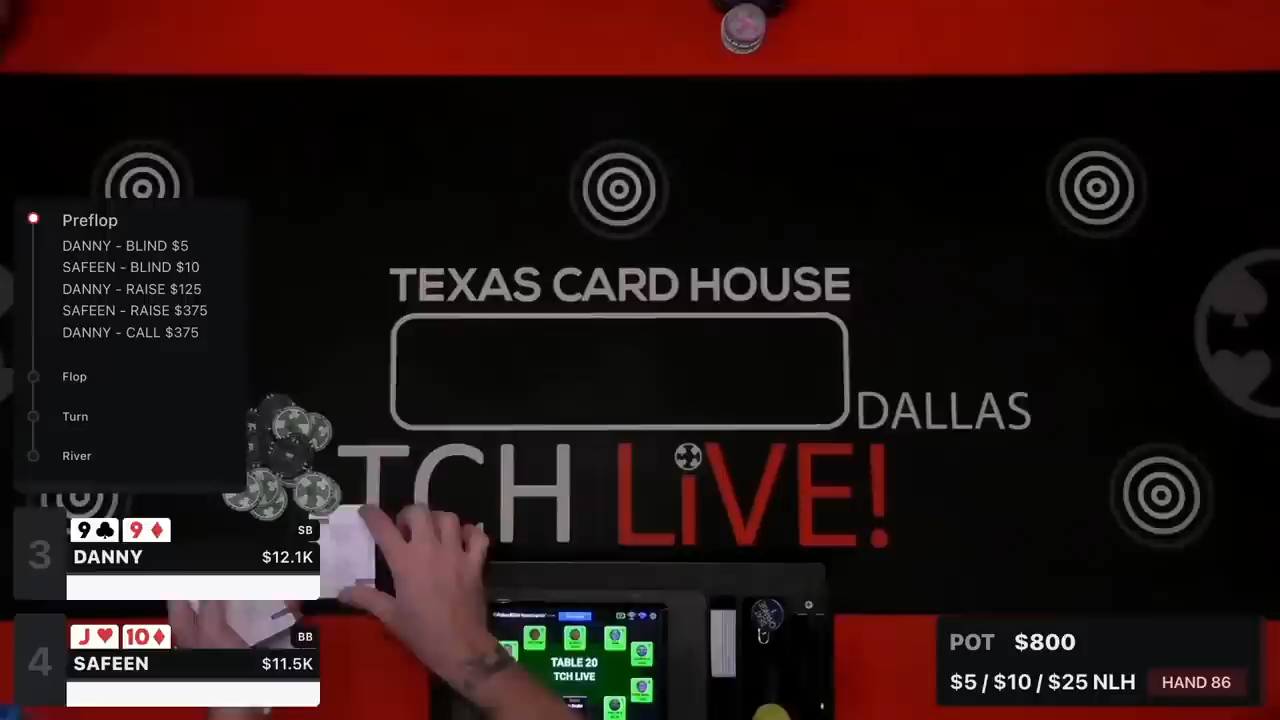 TEXAS CARD HOUSE
DALLAS
TCH LiVE!
Preflop
DANNY - BLIND $5
SAFEEN - BLIND $10
DANNY - RAISE $125
SAFEEN - RAISE $375
DANNY - CALL $375
Flop
Turn
River
3
9 9
SB
DANNY
$12.1K
4
J 10
BB
SAFEEN
$11.5K
TABLE 20
TCH LIVE
POT $800
$5 / $10 / $25 NLH
HAND 86